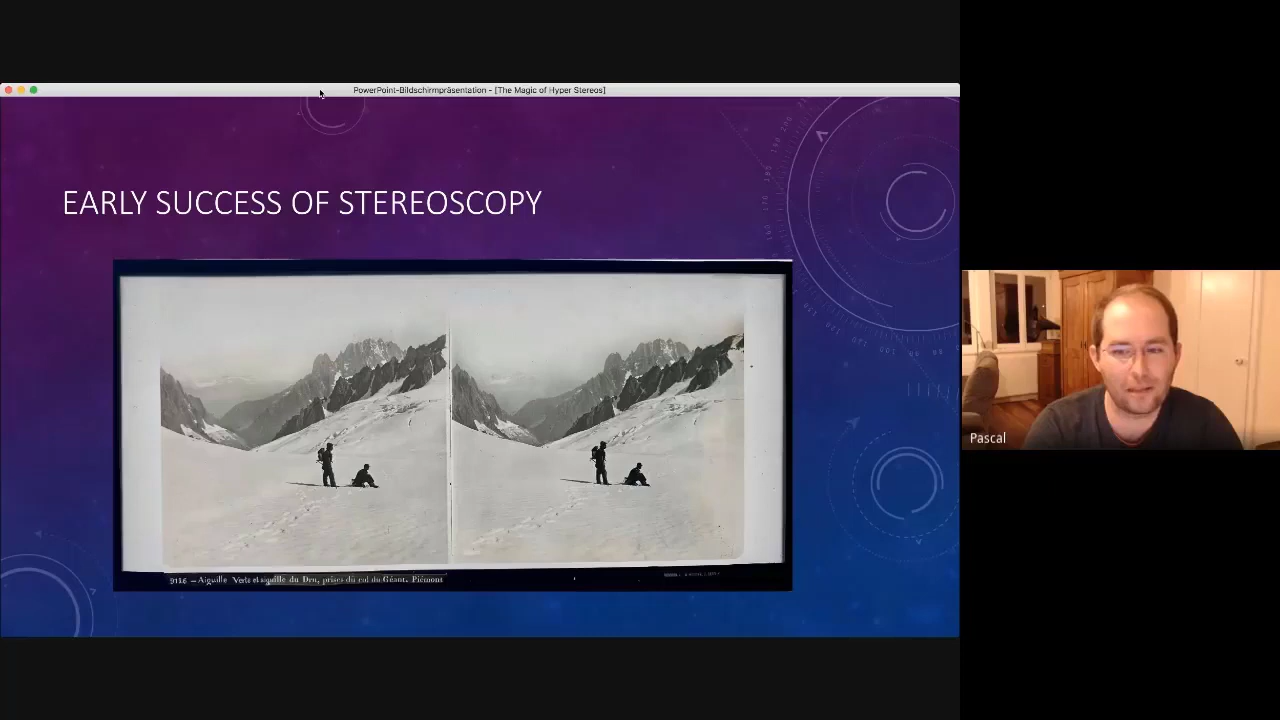 PowerPoint-Bildschirmpräsentation - [The Magic of Hyper Stereos]
EARLY SUCCESS OF STEREOSCOPY
9186 — Aiguille Verte et aiguille du Dru, prises du col du Géant. Piémont
Pascal